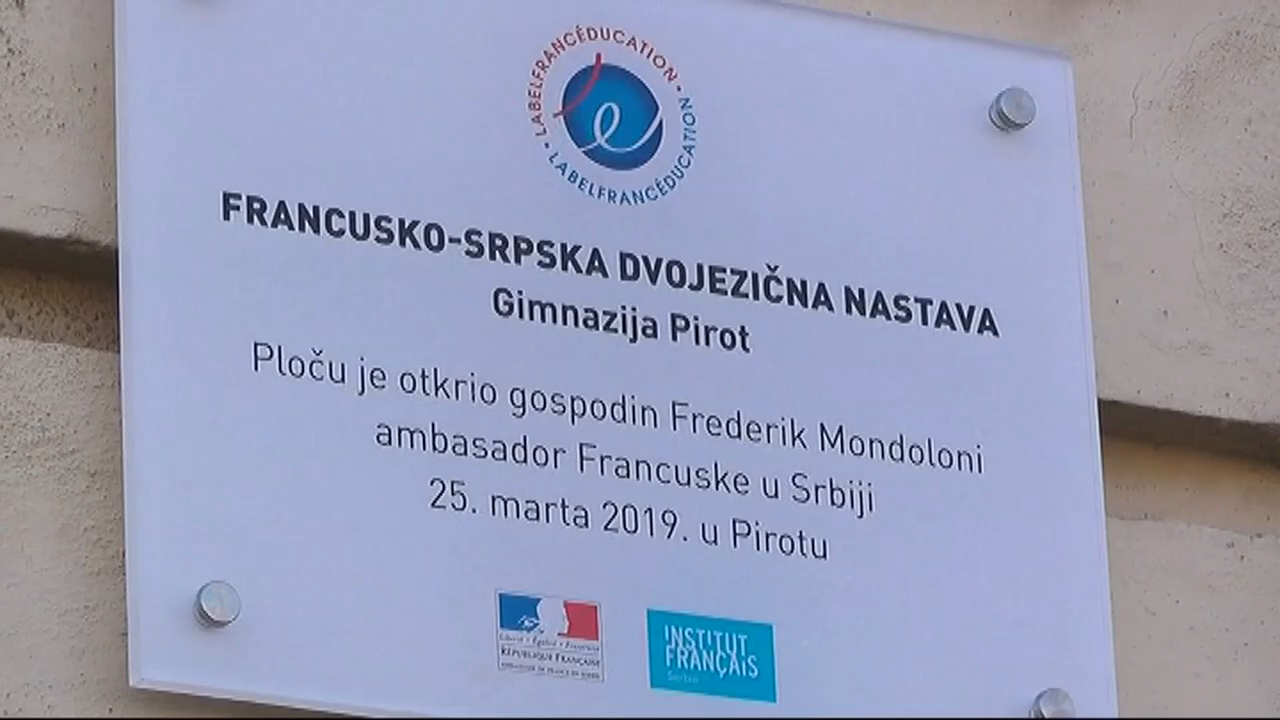 LABELFRANCÉDUCATION • LABELFRANCÉDUCATION •
FRANCUSKO-SRPSKA DVOJEZIČNA NASTAVA
Gimnazija Pirot
Ploču je otkrio gospodin Frederik Mondoloni
ambasador Francuske u Srbiji
25. marta 2019. u Pirotu
Liberté • Égalité • Fraternité
RÉPUBLIQUE FRANÇAISE
INSTITUT
FRANÇAIS
Serbie